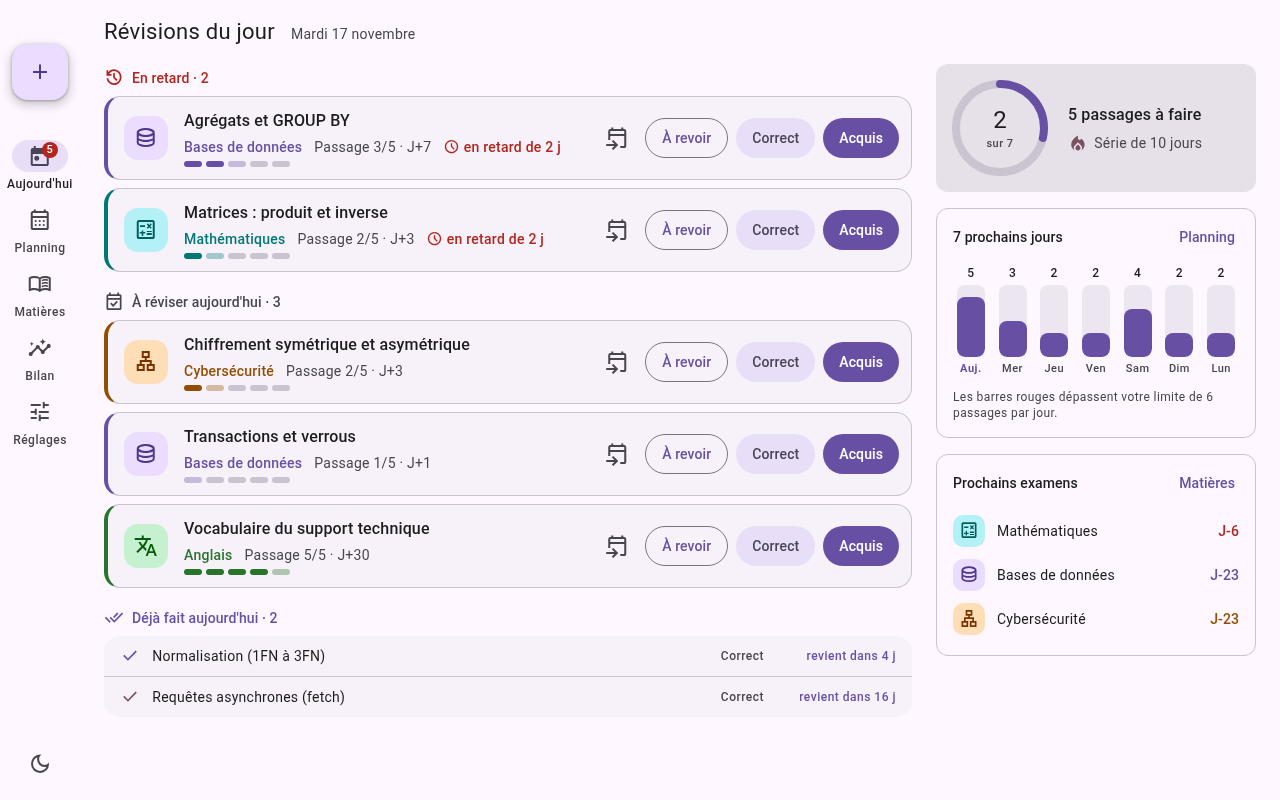 Révisions du jour
Mardi 17 novembre
5
Aujourd'hui
Planning
Matières
Bilan
Réglages
En retard · 2
Agrégats et GROUP BY
Bases de données Passage 3/5 · J+7 en retard de 2 j
À revoir Correct Acquis
Matrices : produit et inverse
Mathématiques Passage 2/5 · J+3 en retard de 2 j
À revoir Correct Acquis
À réviser aujourd'hui · 3
Chiffrement symétrique et asymétrique
Cybersécurité Passage 2/5 · J+3
À revoir Correct Acquis
Transactions et verrous
Bases de données Passage 1/5 · J+1
À revoir Correct Acquis
Vocabulaire du support technique
Anglais Passage 5/5 · J+30
À revoir Correct Acquis
Déjà fait aujourd'hui · 2
Normalisation (1FN à 3FN) Correct revient dans 4 j
Requêtes asynchrones (fetch) Correct revient dans 16 j
2
sur 7
5 passages à faire
Série de 10 jours
7 prochains jours Planning
5 3 2 2 4 2 2
Auj. Mer Jeu Ven Sam Dim Lun
Les barres rouges dépassent votre limite de 6
passages par jour.
Prochains examens Matières
Mathématiques J-6
Bases de données J-23
Cybersécurité J-23